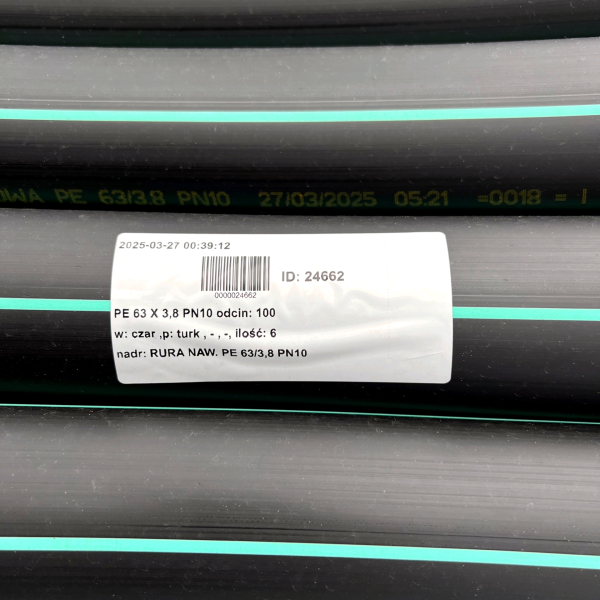 PE 63/3.8 PN10 27/03/2025 05:21 =0018 =
2025-03-27 00:39:12
ID: 24662
0000024662
PE 63 X 3,8 PN10 odcin: 100
w: czar ,p: turk , - , -, ilość: 6
nadr: RURA NAW. PE 63/3,8 PN10